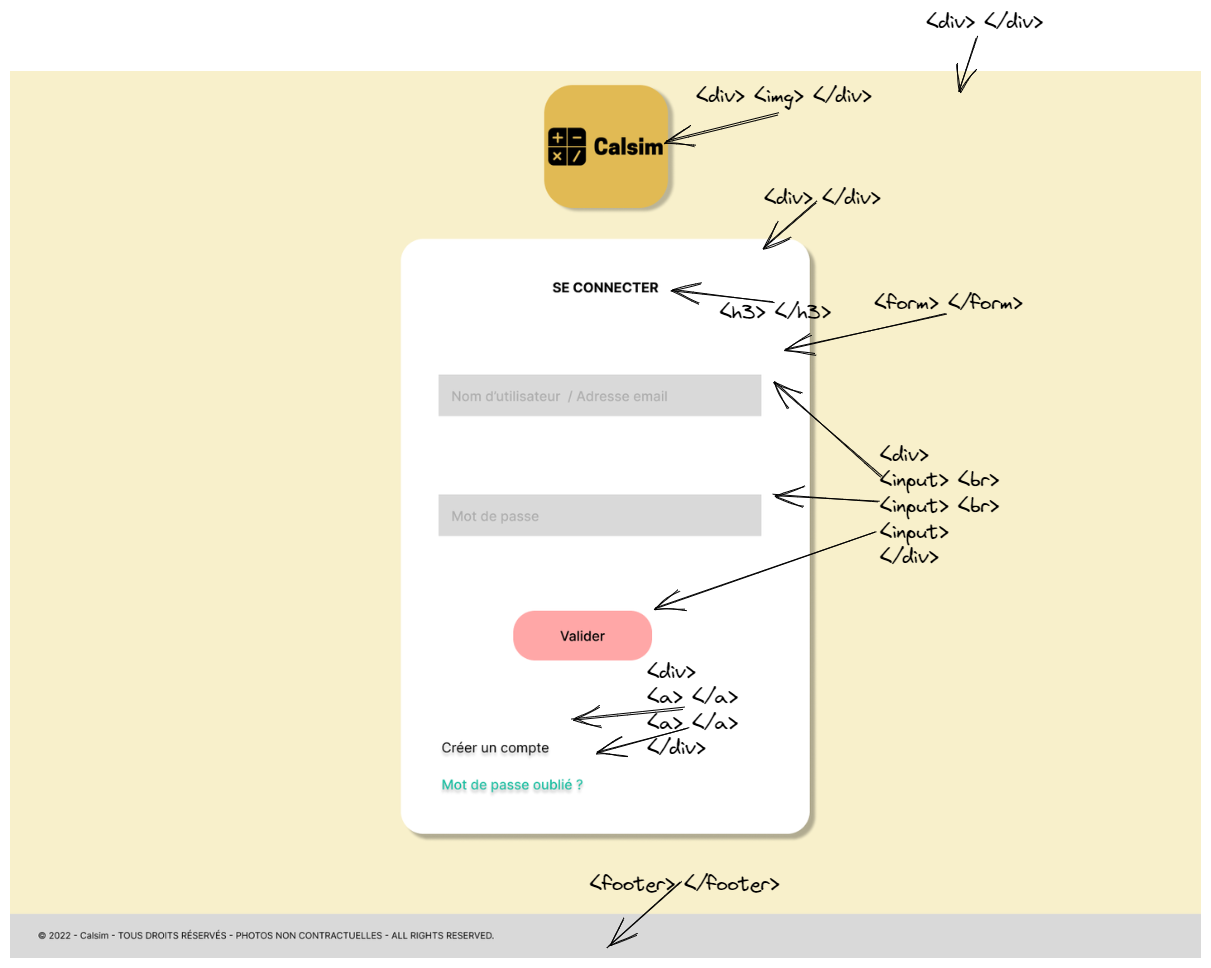 <div> </div>
<div> <img> </div>
Calsim
<div> </div>
SE CONNECTER
<h3> </h3>
<form> </form>
Nom d'utilisateur / Adresse email
<div>
<input> <br>
<input> <br>
<input>
</div>
Mot de passe
Valider
<div>
<a> </a>
<a> </a>
</div>
Créer un compte
Mot de passe oublié ?
<footer> </footer>
© 2022 - Calsim - TOUS DROITS RÉSERVÉS - PHOTOS NON CONTRACTUELLES - ALL RIGHTS RESERVED.